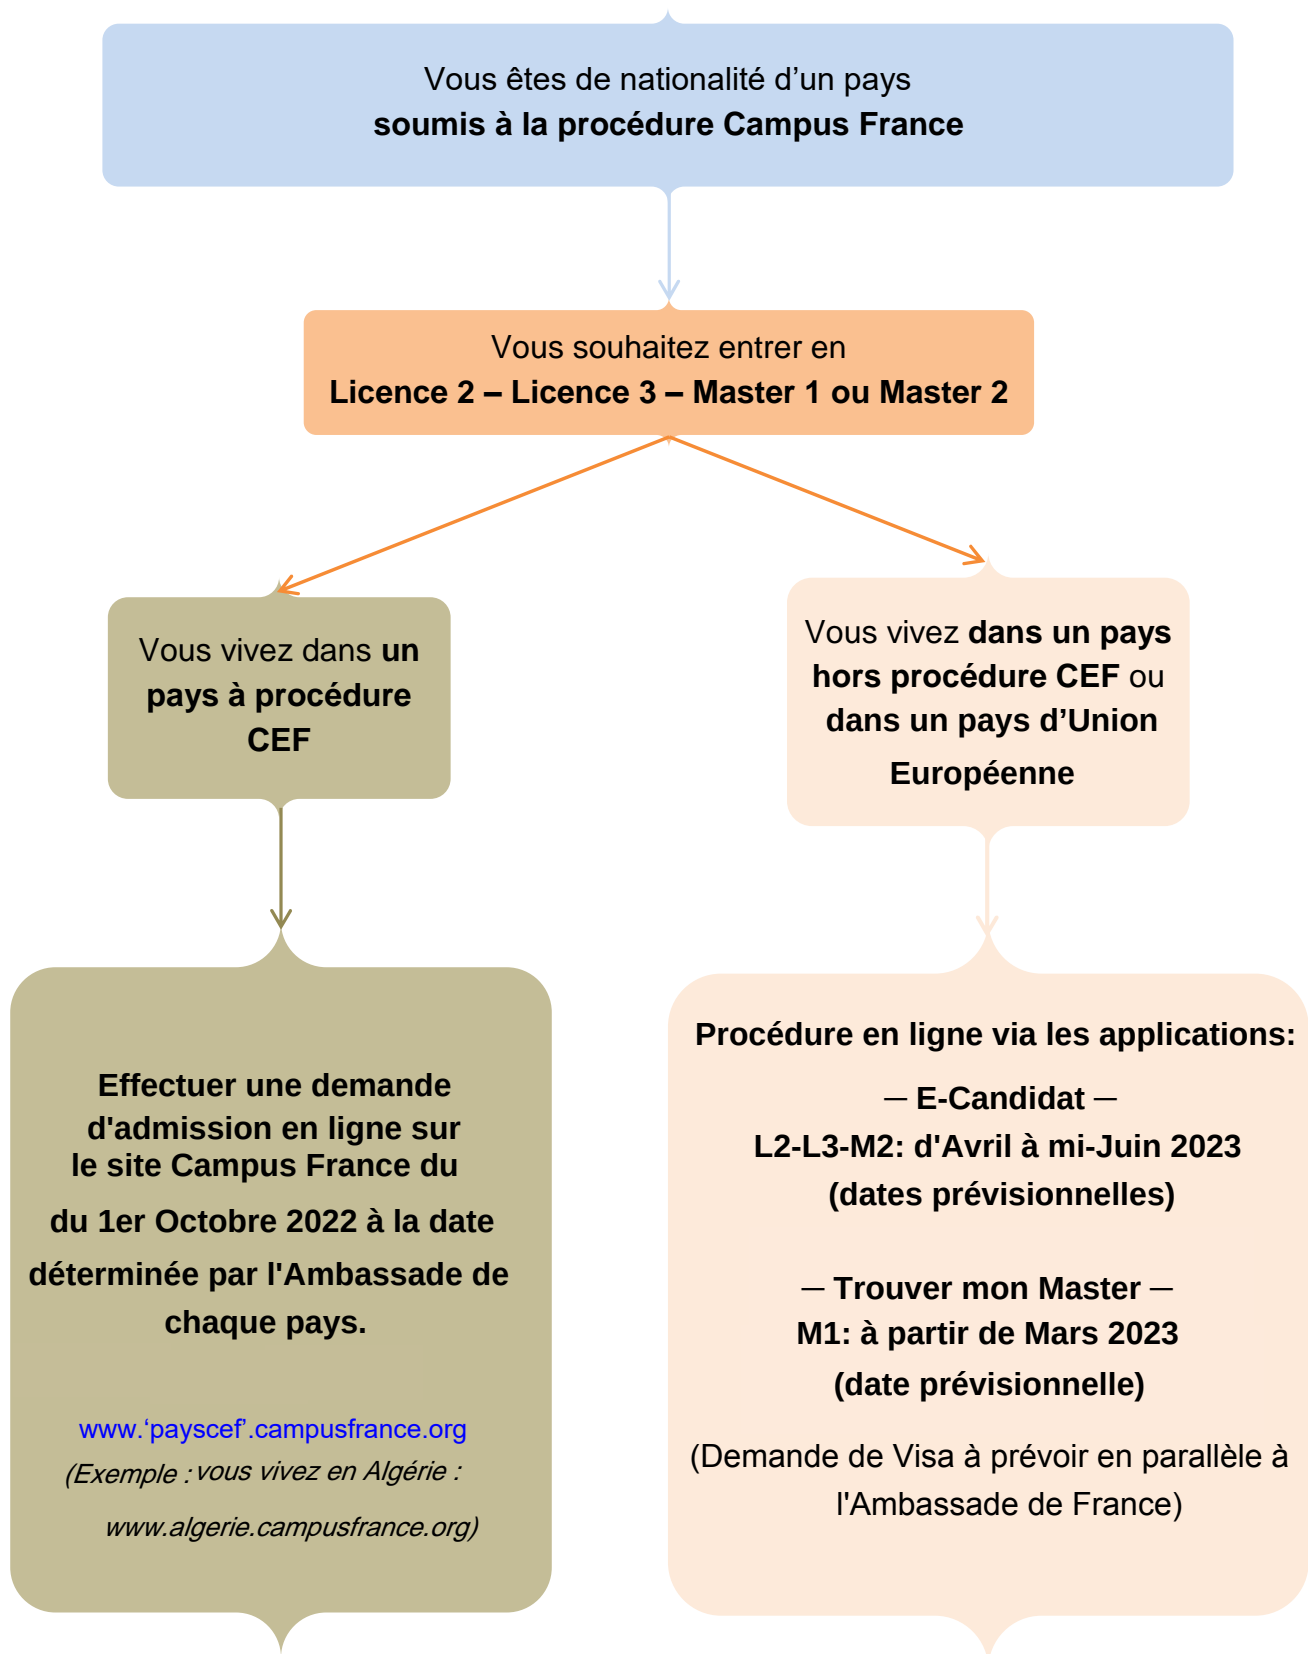 Vous êtes de nationalité d’un pays
soumis à la procédure Campus France
Vous souhaitez entrer en
Licence 2 – Licence 3 – Master 1 ou Master 2
Vous vivez dans un
pays à procédure
CEF
Vous vivez dans un pays
hors procédure CEF ou
dans un pays d’Union
Européenne
Effectuer une demande
d'admission en ligne sur
le site Campus France du
du 1er Octobre 2022 à la date
déterminée par l'Ambassade de
chaque pays.
www.‘payscef’.campusfrance.org
(Exemple : vous vivez en Algérie :
www.algerie.campusfrance.org)
Procédure en ligne via les applications:
─ E-Candidat ─
L2-L3-M2: d'Avril à mi-Juin 2023
(dates prévisionnelles)
─ Trouver mon Master ─
M1: à partir de Mars 2023
(date prévisionnelle)
(Demande de Visa à prévoir en parallèle à
l'Ambassade de France)